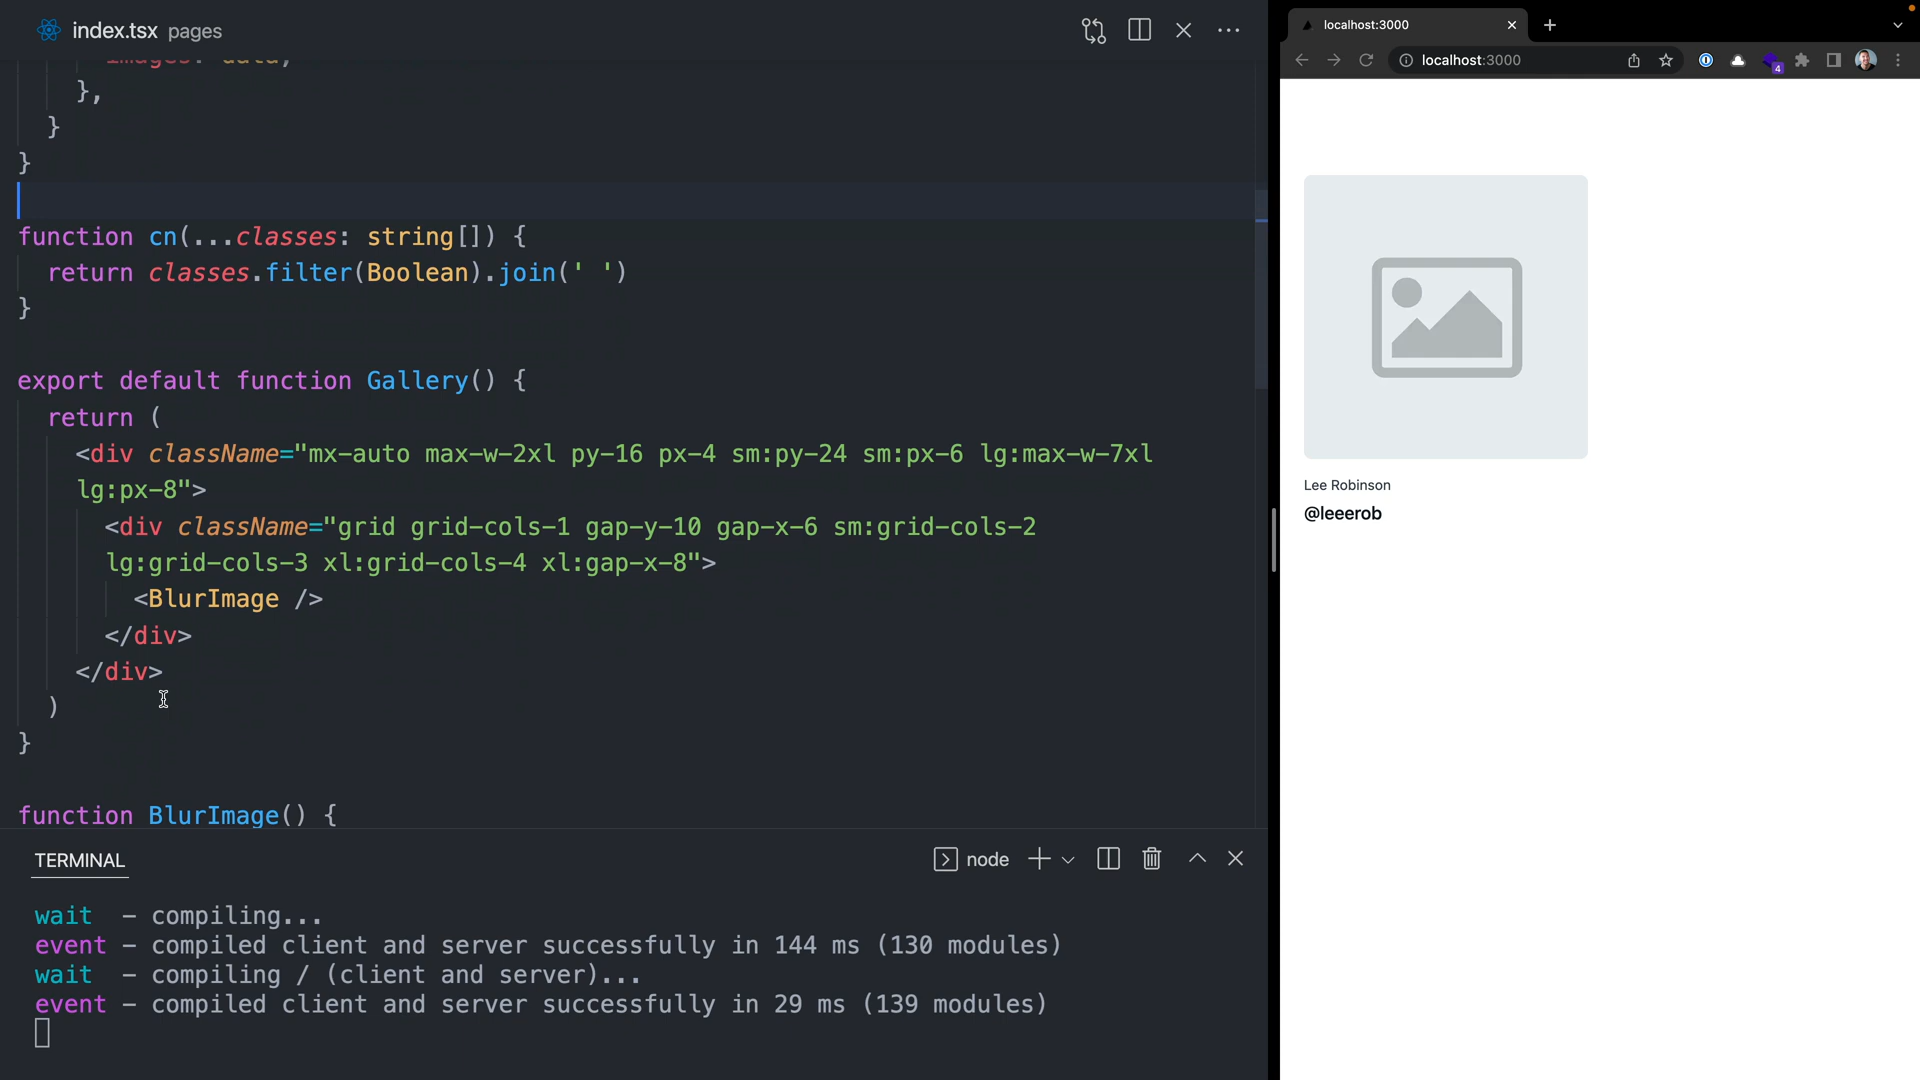 index.tsx pages
images: data,
},
}
}
function cn(...classes: string[]) {
return classes.filter(Boolean).join(' ')
}
export default function Gallery() {
return (
<div className="mx-auto max-w-2xl py-16 px-4 sm:py-24 sm:px-6 lg:max-w-7xl
lg:px-8">
<div className="grid grid-cols-1 gap-y-10 gap-x-6 sm:grid-cols-2
lg:grid-cols-3 xl:grid-cols-4 xl:gap-x-8">
<BlurImage />
</div>
</div>
)
}
function BlurImage() {
TERMINAL
node
wait – compiling...
event – compiled client and server successfully in 144 ms (130 modules)
wait – compiling / (client and server)...
event – compiled client and server successfully in 29 ms (139 modules)
localhost:3000
localhost:3000
4
Lee Robinson
@leeerob